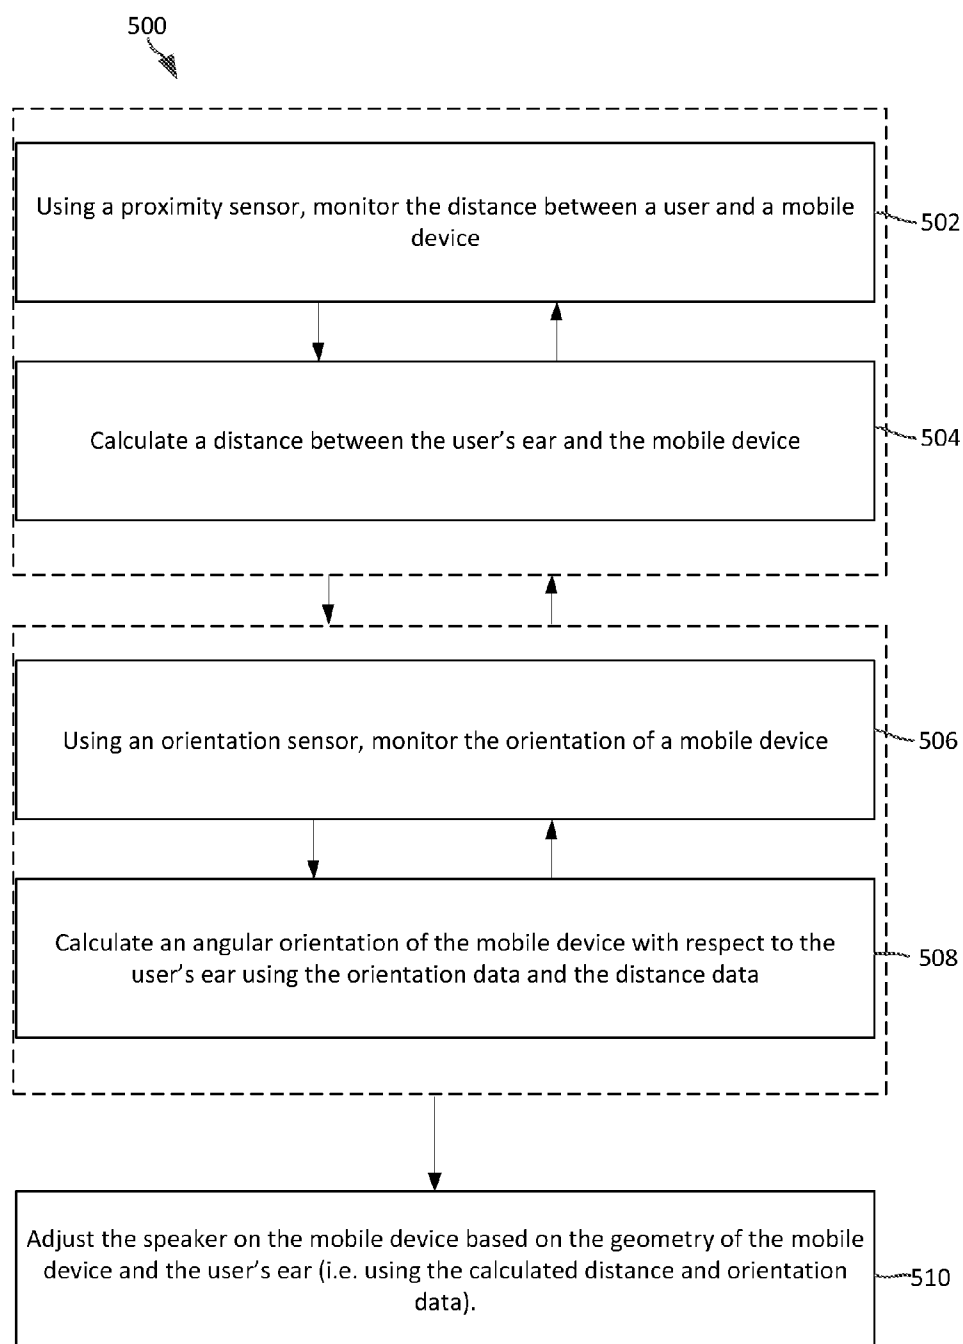 500
Using a proximity sensor, monitor the distance between a user and a mobile
device
502
Calculate a distance between the user's ear and the mobile device
504
Using an orientation sensor, monitor the orientation of a mobile device
506
Calculate an angular orientation of the mobile device with respect to the
user's ear using the orientation data and the distance data
508
Adjust the speaker on the mobile device based on the geometry of the mobile
device and the user's ear (i.e. using the calculated distance and orientation
data).
510